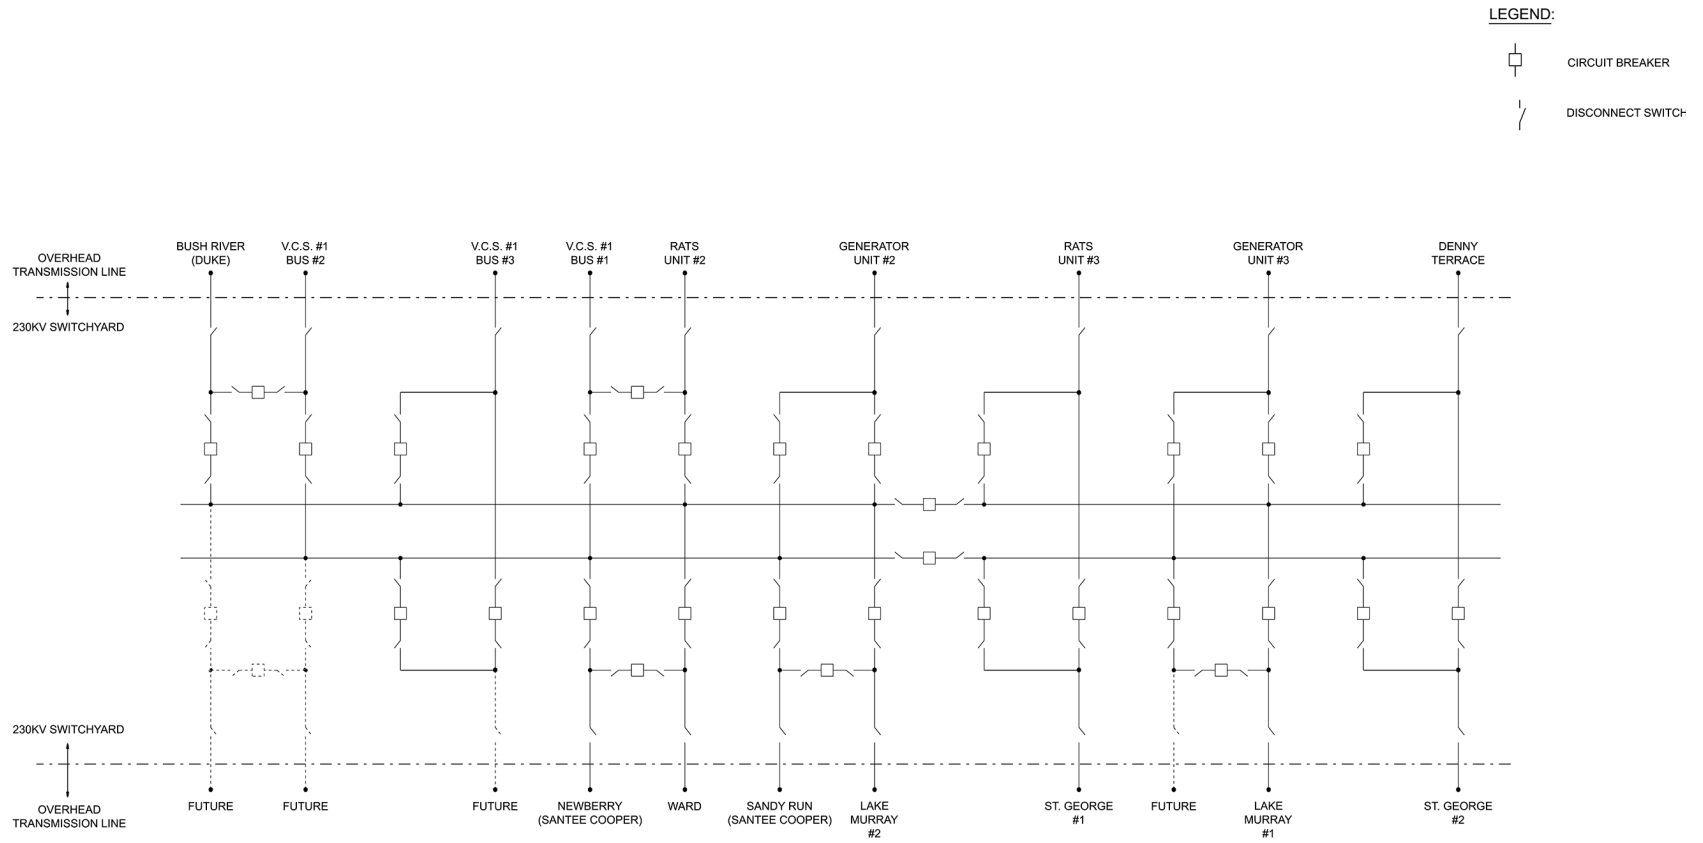 LEGEND:
CIRCUIT BREAKER
DISCONNECT SWITCH
OVERHEAD
TRANSMISSION LINE
230KV SWITCHYARD
BUSH RIVER
(DUKE)
V.C.S. #1
BUS #2
V.C.S. #1
BUS #3
V.C.S. #1
BUS #1
RATS
UNIT #2
GENERATOR
UNIT #2
RATS
UNIT #3
GENERATOR
UNIT #3
DENNY
TERRACE
230KV SWITCHYARD
OVERHEAD
TRANSMISSION LINE
FUTURE
FUTURE
FUTURE
NEWBERRY
(SANTEE COOPER)
WARD
SANDY RUN
(SANTEE COOPER)
LAKE
MURRAY
#2
ST. GEORGE
#1
FUTURE
LAKE
MURRAY
#1
ST. GEORGE
#2